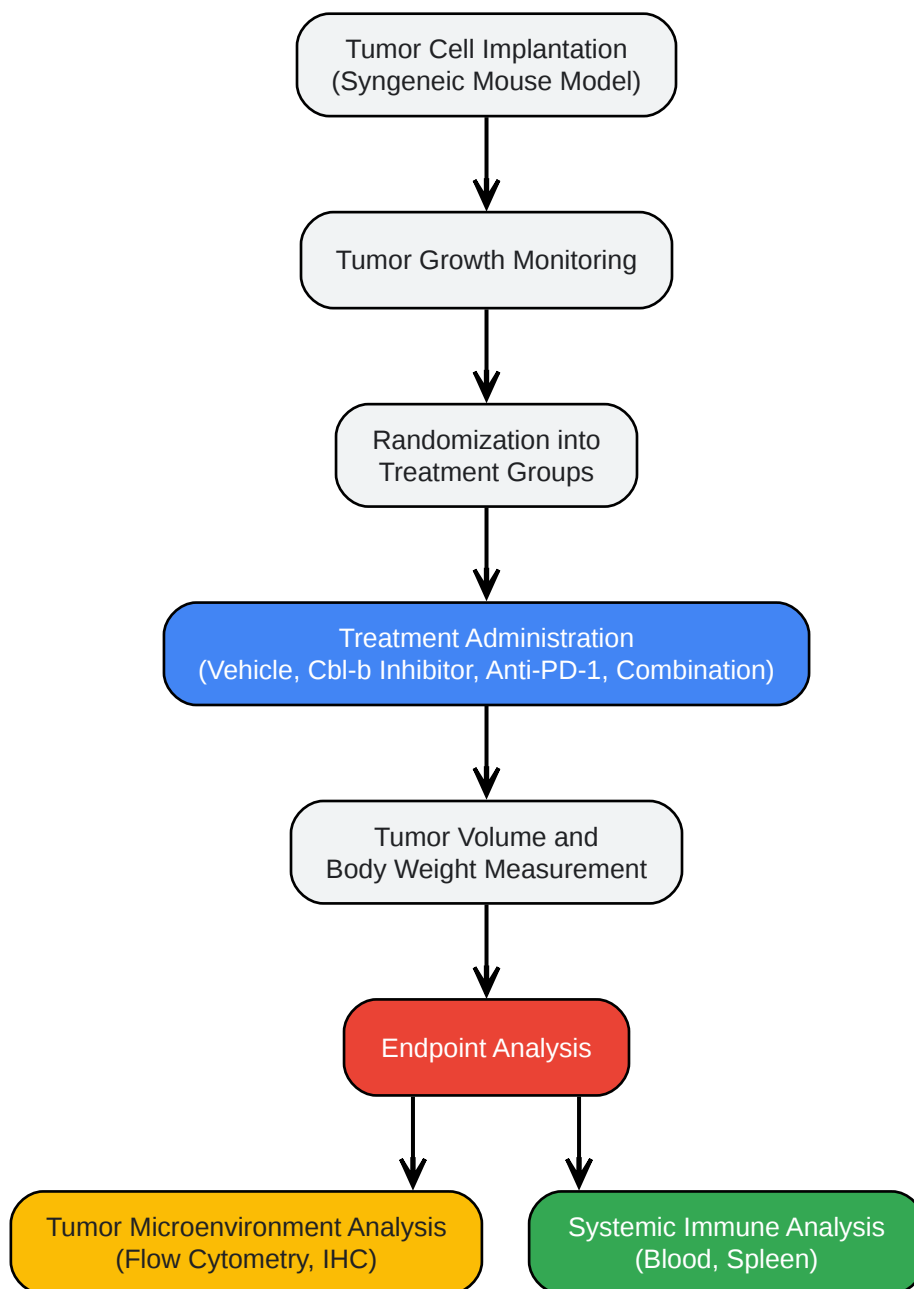 Tumor Cell Implantation
(Syngeneic Mouse Model)
Tumor Growth Monitoring
Randomization into
Treatment Groups
Treatment Administration
(Vehicle, Cbl-b Inhibitor, Anti-PD-1, Combination)
Tumor Volume and
Body Weight Measurement
Endpoint Analysis
Tumor Microenvironment Analysis
(Flow Cytometry, IHC)
Systemic Immune Analysis
(Blood, Spleen)